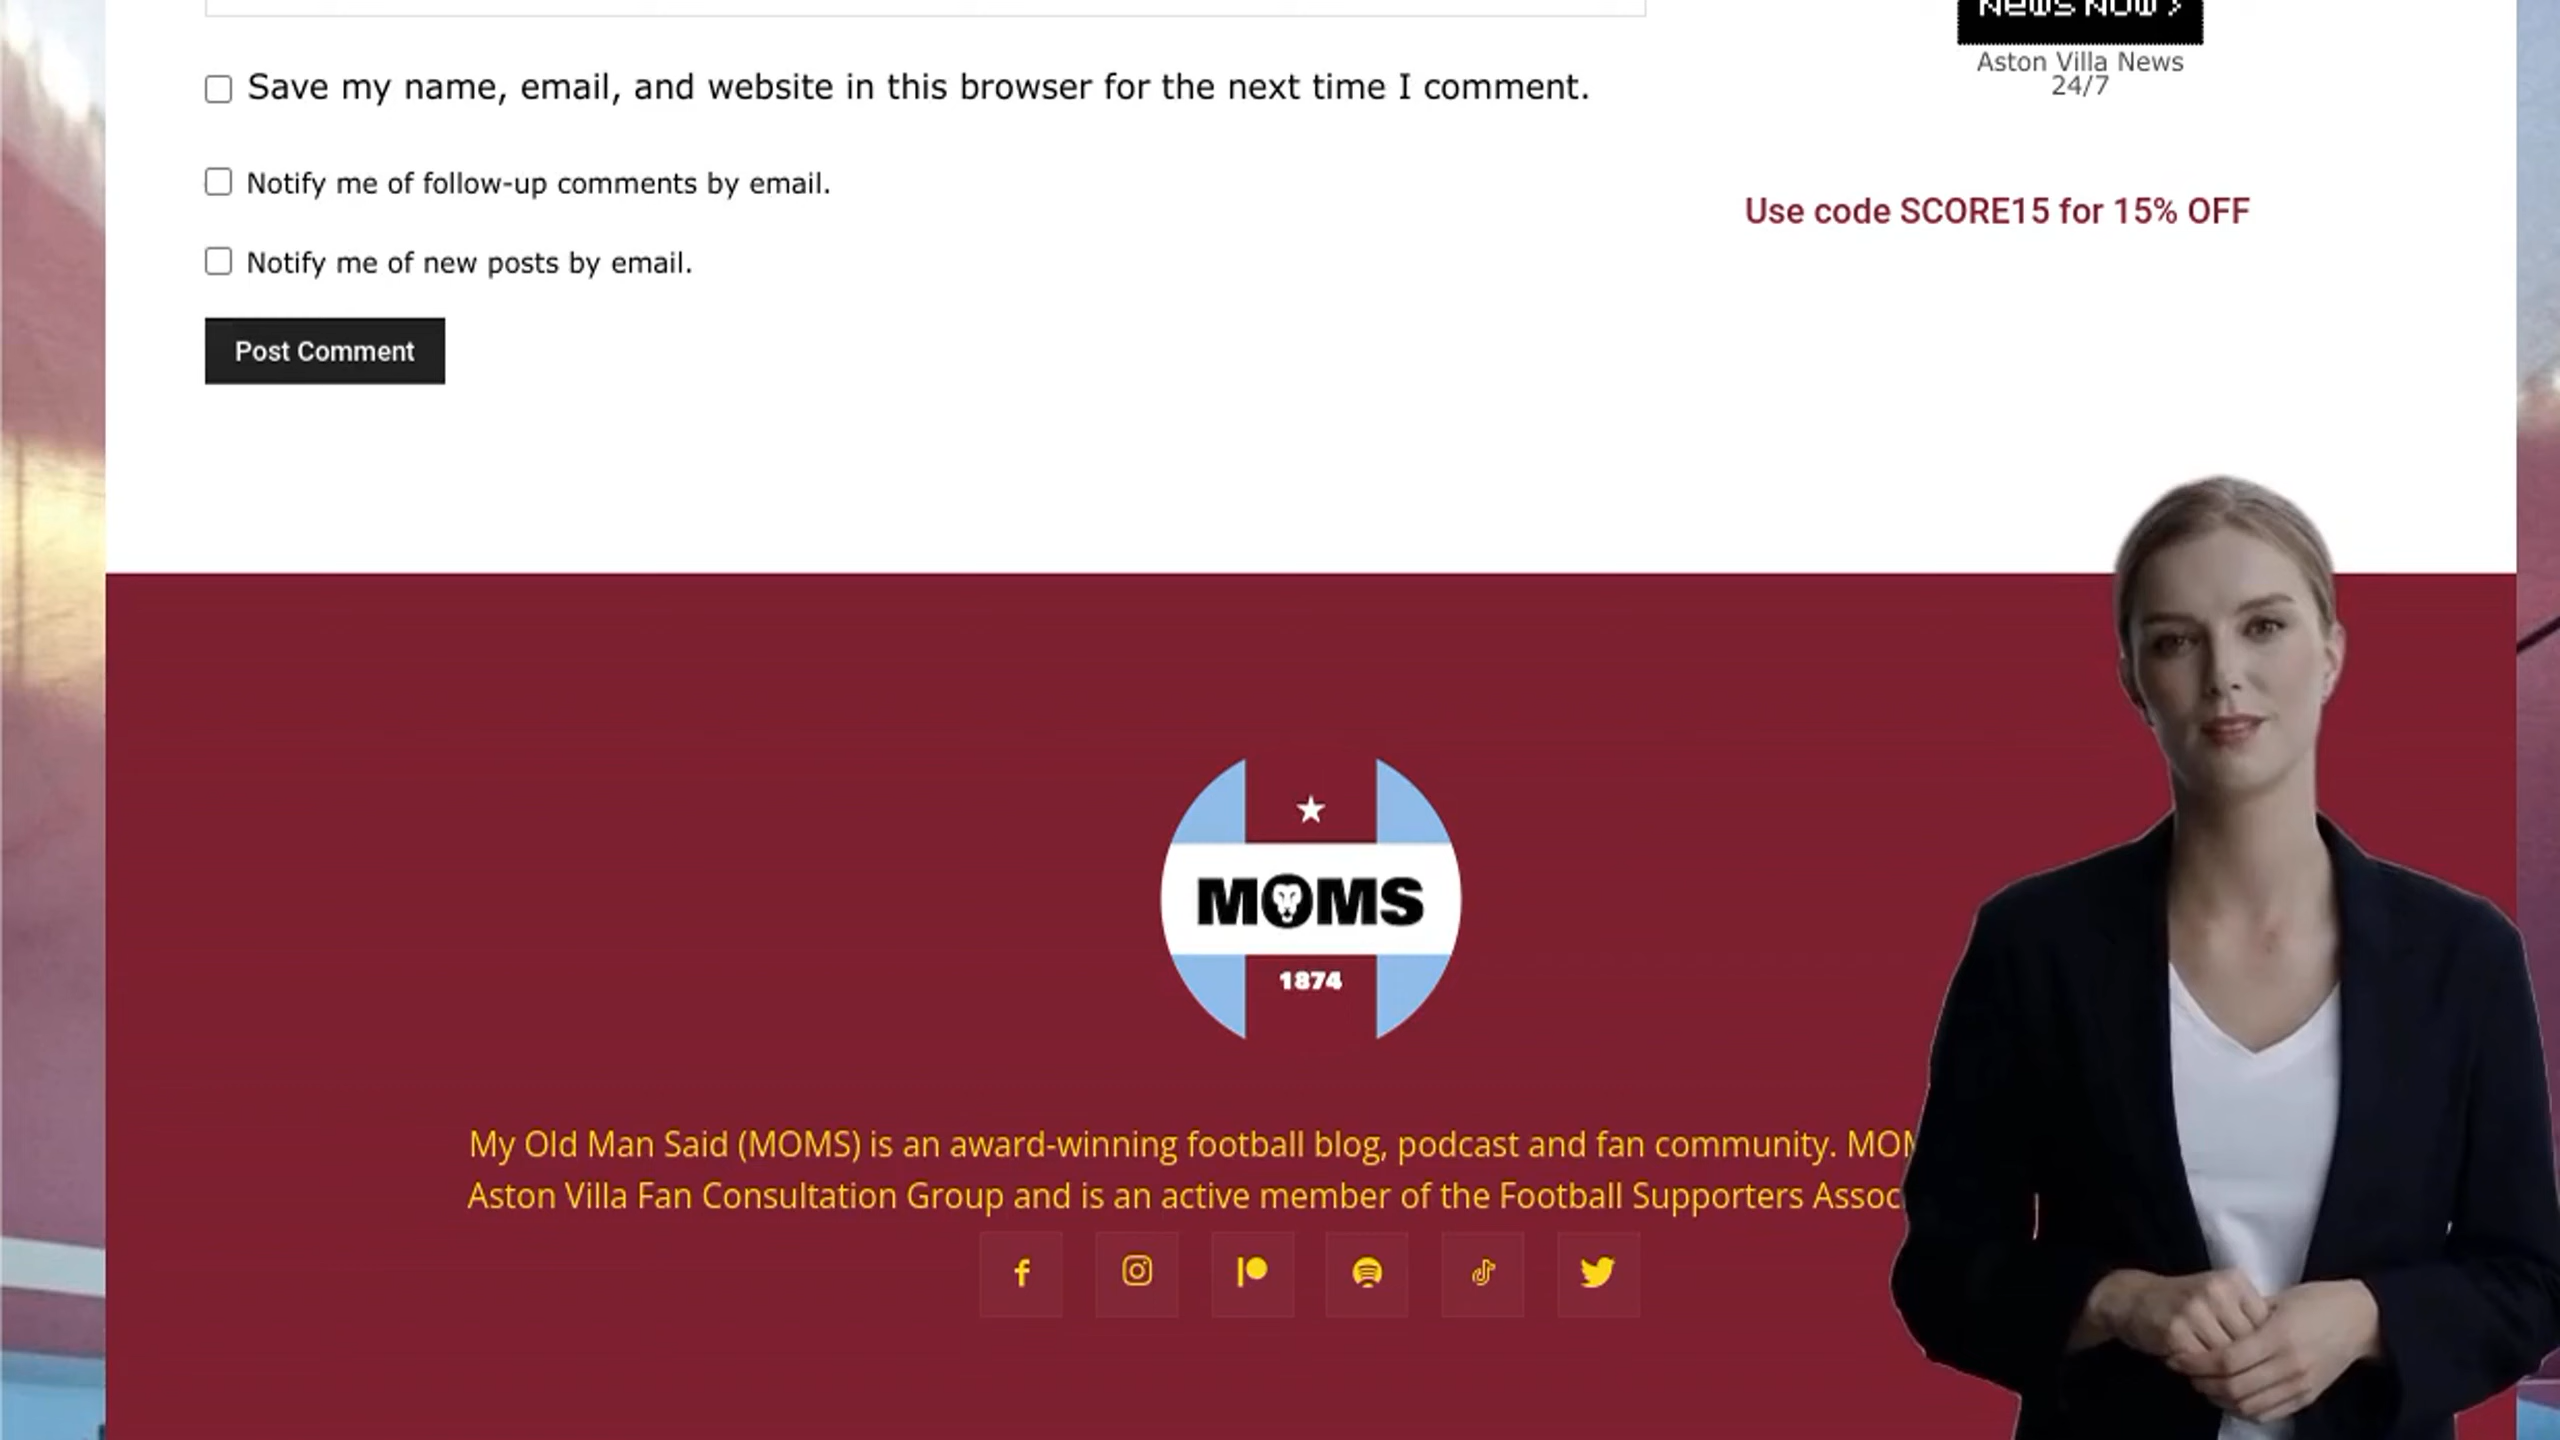 News Now >
Aston Villa News
24/7
Save my name, email, and website in this browser for the next time I comment.
Notify me of follow-up comments by email.
Use code SCORE15 for 15% OFF
Notify me of new posts by email.
Post Comment
MOMS
1874
My Old Man Said (MOMS) is an award-winning football blog, podcast and fan community.
Aston Villa Fan Consultation Group and is an active member of the Football Supporters